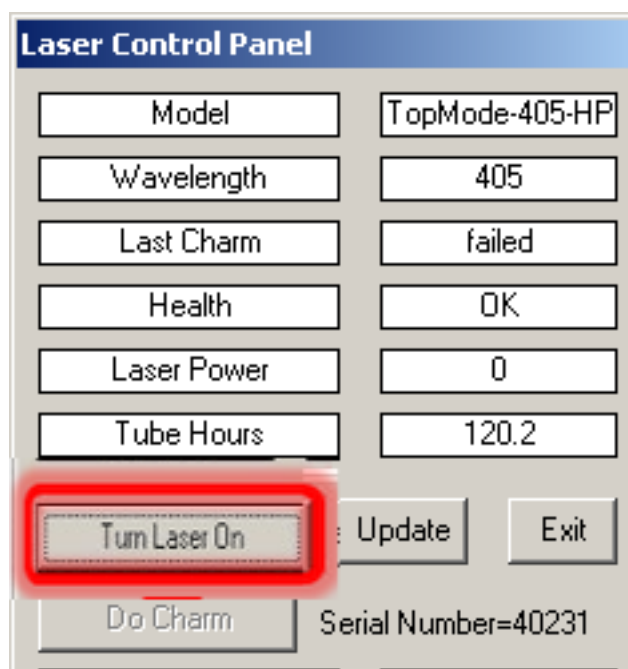 Laser Control Panel
Model TopMode-405-HP
Wavelength 405
Last Charm failed
Health OK
Laser Power 0
Tube Hours 120.2
Turn Laser On Update Exit
Do Charm Serial Number=40231